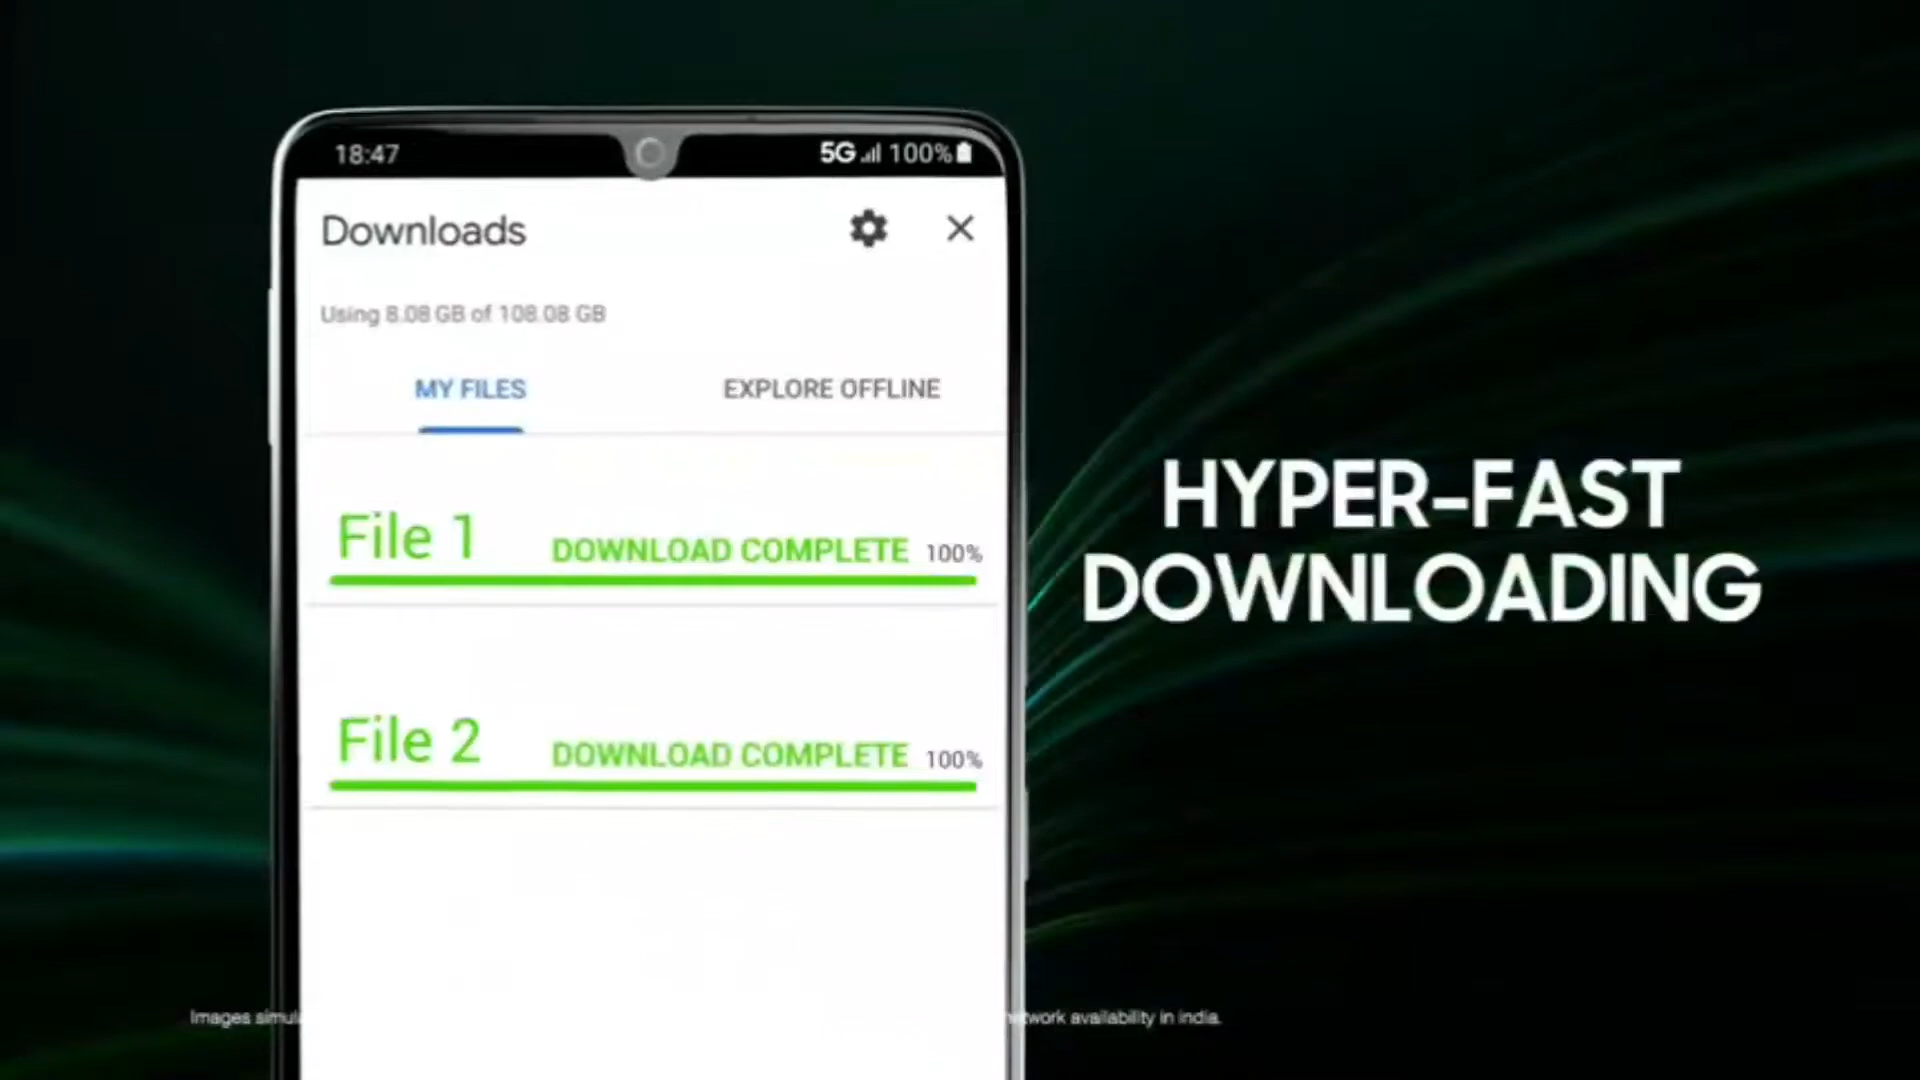 18:47
5G 100%
Downloads
Using 8.08 GB of 108.08 GB
MY FILES
EXPLORE OFFLINE
File 1
DOWNLOAD COMPLETE 100%
File 2
DOWNLOAD COMPLETE 100%
HYPER-FAST
DOWNLOADING
Images
availability in India.